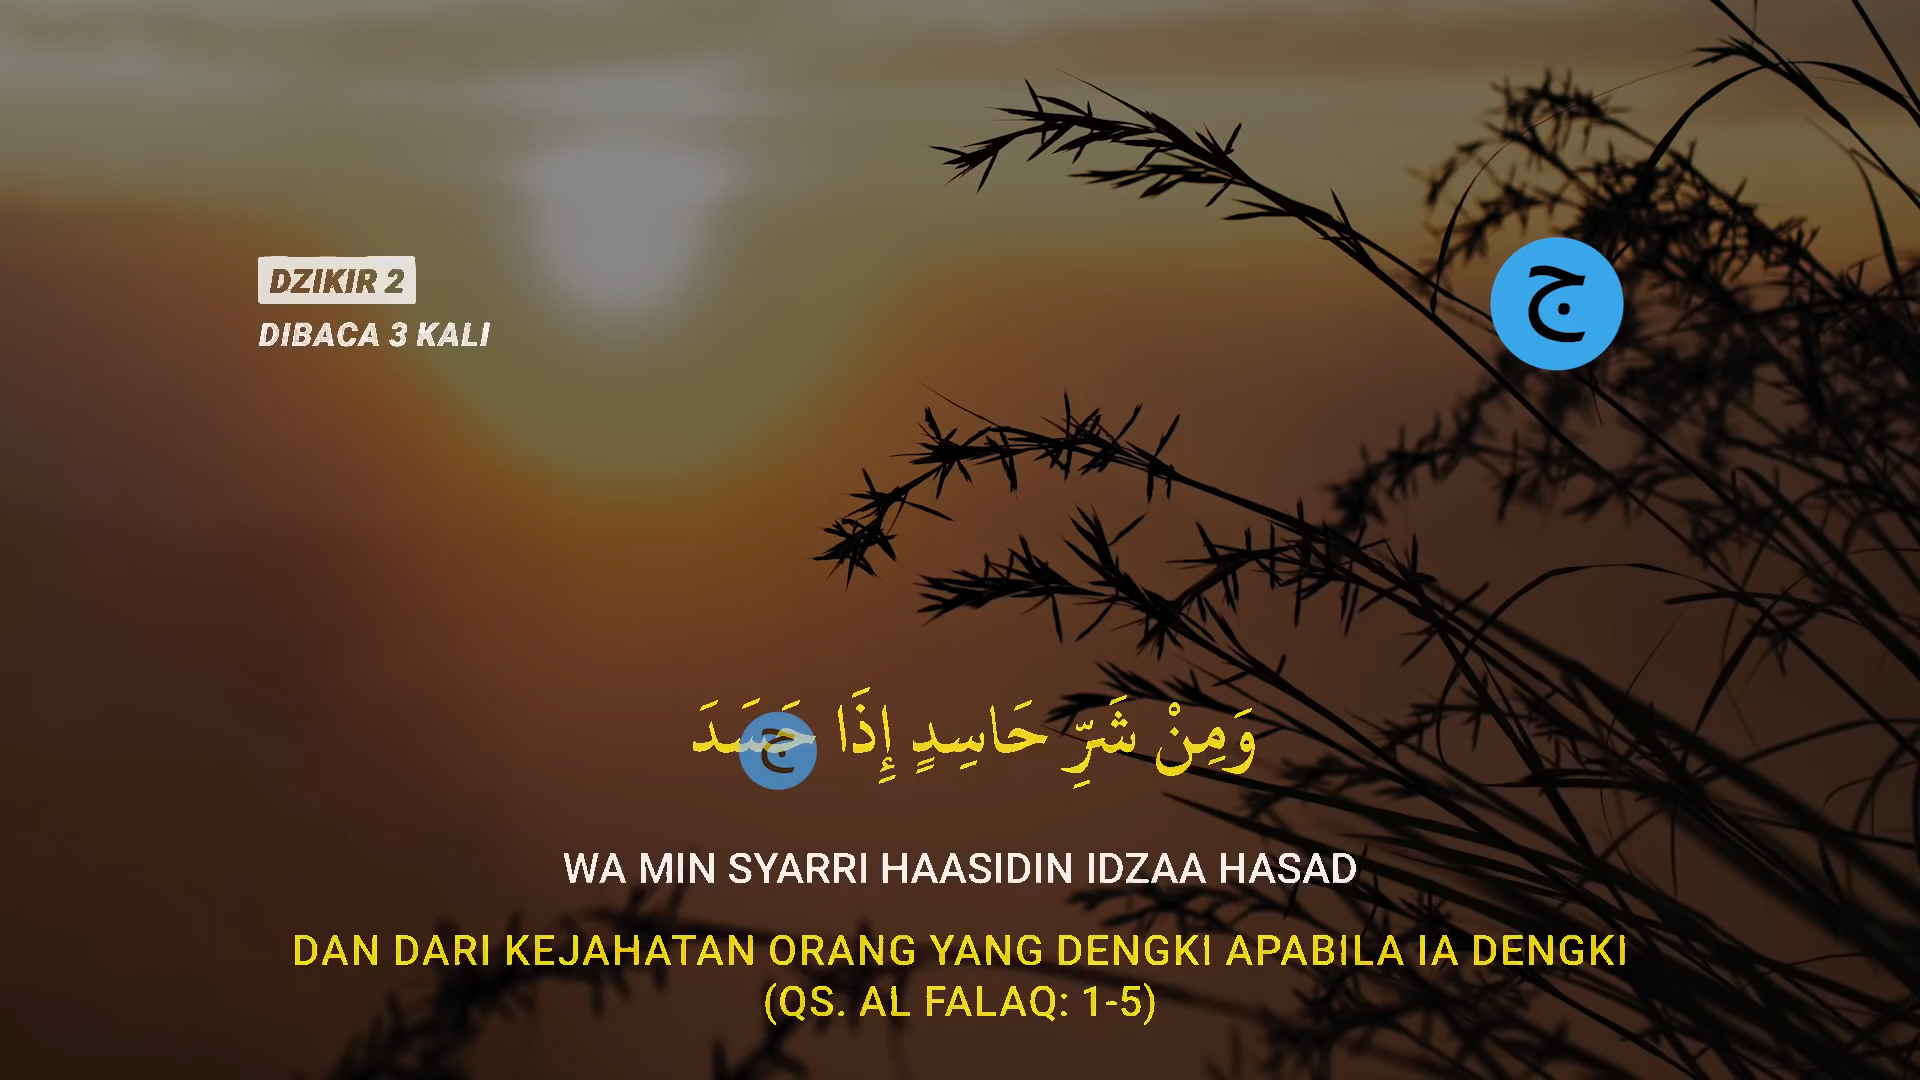 DZIKIR 2
DIBACA 3 KALI
ج
وَمِنْ شَرِّ حَاسِدٍ إِذَا حَسَدَ
ج
WA MIN SYARRI HAASIDIN IDZAA HASAD
DAN DARI KEJAHATAN ORANG YANG DENGKI APABILA IA DENGKI
(QS. AL FALAQ: 1-5)